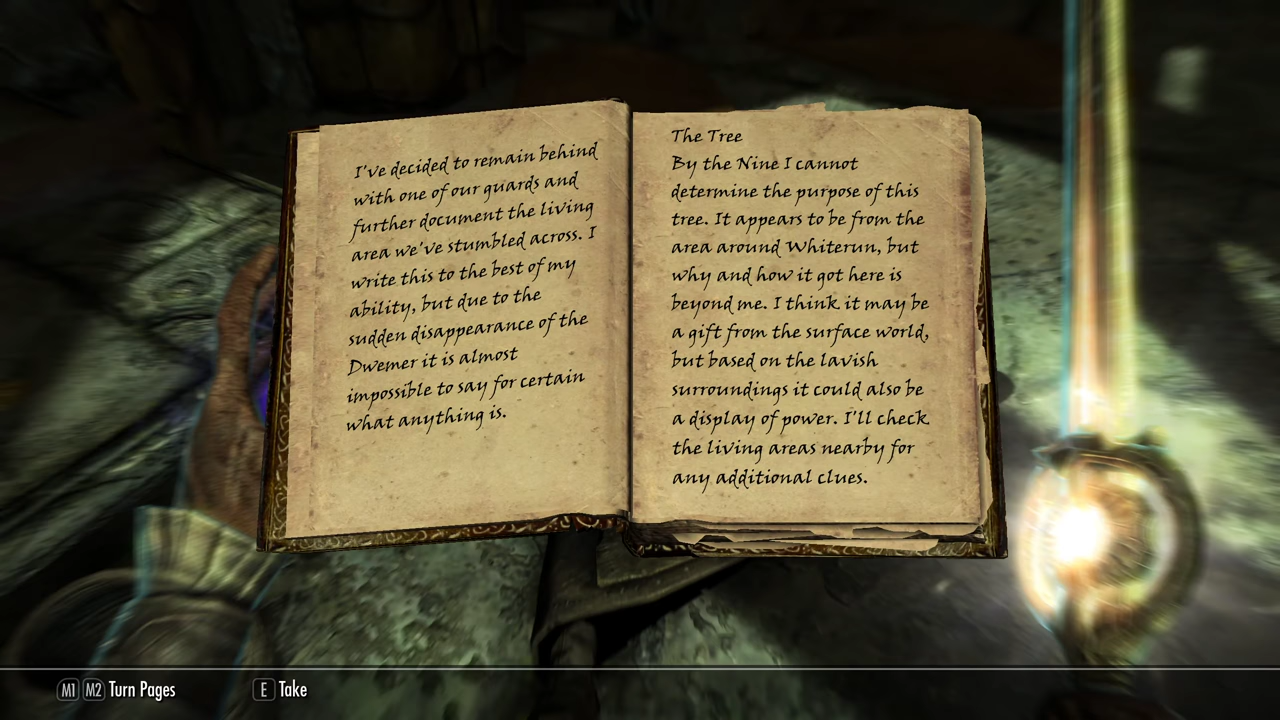 I've decided to remain behind
with one of our guards and
further document the living
area we've stumbled across. I
write this to the best of my
ability, but due to the
sudden disappearance of the
Dwemer it is almost
impossible to say for certain
what anything is.
The Tree
By the Nine I cannot
determine the purpose of this
tree. It appears to be from the
area around Whiterun, but
why and how it got here is
beyond me. I think it may be
a gift from the surface world,
but based on the lavish
surroundings it could also be
a display of power. I'll check
the living areas nearby for
any additional clues.
M1 M2 Turn Pages
E Take